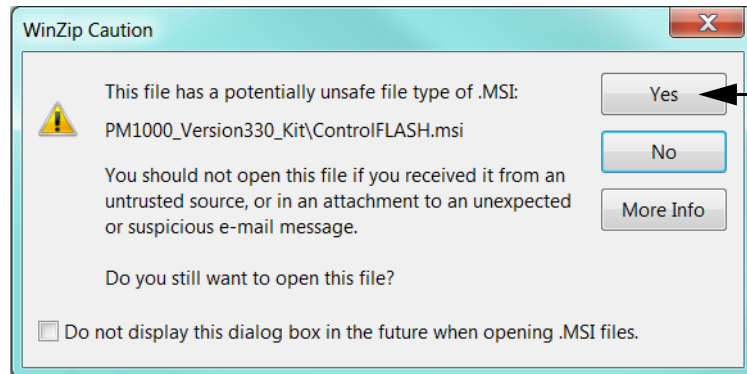 WinZip Caution
This file has a potentially unsafe file type of .MSI:
PM1000_Version330_Kit\ControlFLASH.msi
You should not open this file if you received it from an
untrusted source, or in an attachment to an unexpected
or suspicious e-mail message.
Do you still want to open this file?
Yes
No
More Info
Do not display this dialog box in the future when opening .MSI files.